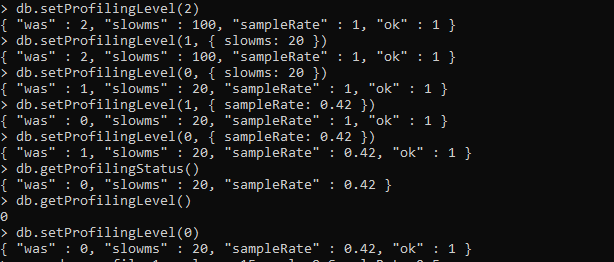 > db.setProfilingLevel(2)
{ "was" : 2, "slowms" : 100, "sampleRate" : 1, "ok" : 1 }
> db.setProfilingLevel(1, { slowms: 20 })
{ "was" : 2, "slowms" : 100, "sampleRate" : 1, "ok" : 1 }
> db.setProfilingLevel(0, { slowms: 20 })
{ "was" : 1, "slowms" : 20, "sampleRate" : 1, "ok" : 1 }
> db.setProfilingLevel(1, { sampleRate: 0.42 })
{ "was" : 0, "slowms" : 20, "sampleRate" : 1, "ok" : 1 }
> db.setProfilingLevel(0, { sampleRate: 0.42 })
{ "was" : 1, "slowms" : 20, "sampleRate" : 0.42, "ok" : 1 }
> db.getProfilingStatus()
{ "was" : 0, "slowms" : 20, "sampleRate" : 0.42 }
> db.getProfilingLevel()
0
> db.setProfilingLevel(0)
{ "was" : 0, "slowms" : 20, "sampleRate" : 0.42, "ok" : 1 }